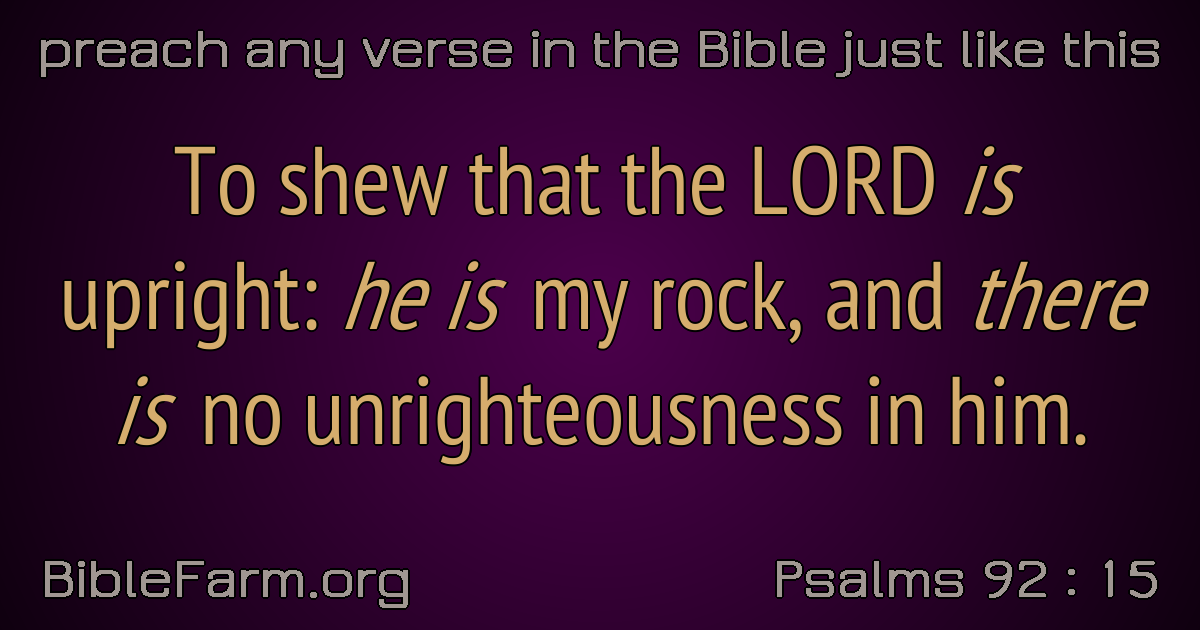 preach any verse in the Bible just like this
To shew that the LORD is
upright: he is my rock, and there
is no unrighteousness in him.
BibleFarm.org
Psalms 92 : 15